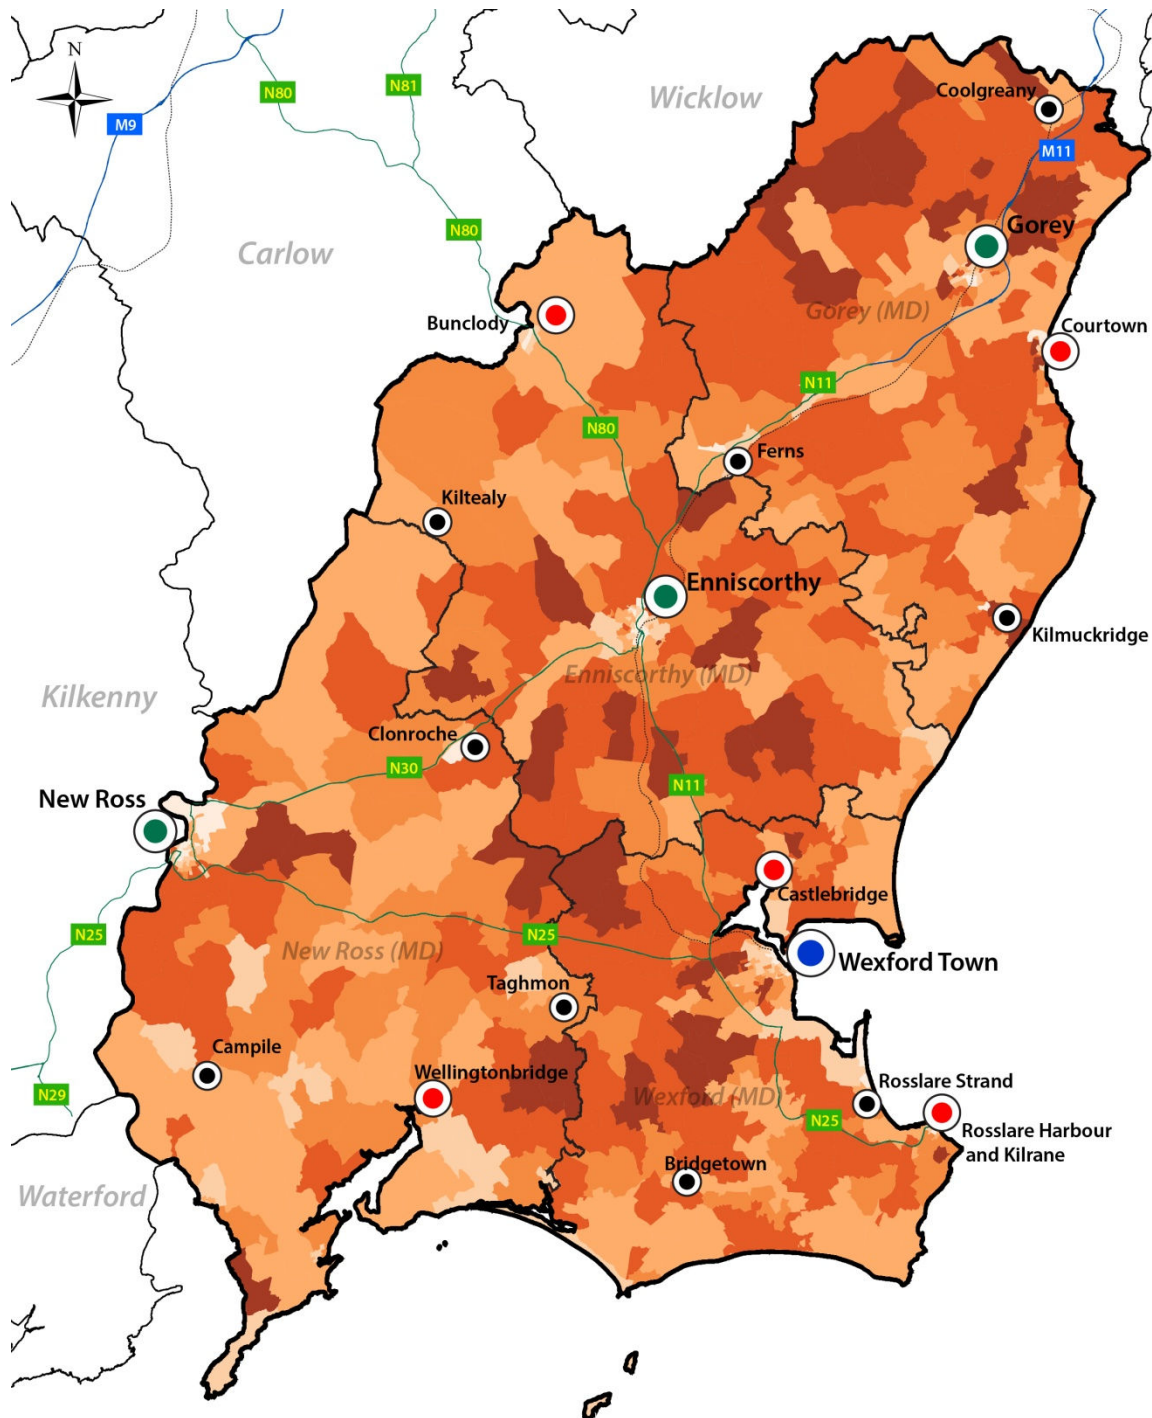 N
N80
N81
Wicklow
Coolgreany
M9
M11
Gorey
N80
Carlow
Gorey (MD)
Bunclody
Courtown
N11
N80
Ferns
Kiltealy
Enniscorthy
Kilmuckridge
Enniscorthy (MD)
Kilkenny
Clonroche
N30
N11
New Ross
Castlebridge
N25
N25
New Ross (MD)
Wexford Town
Taghmon
Campile
Wellingtonbridge
Rosslare Strand
N29
Wexford (MD)
N25
Rosslare Harbour
and Kilrane
Bridgetown
Waterford